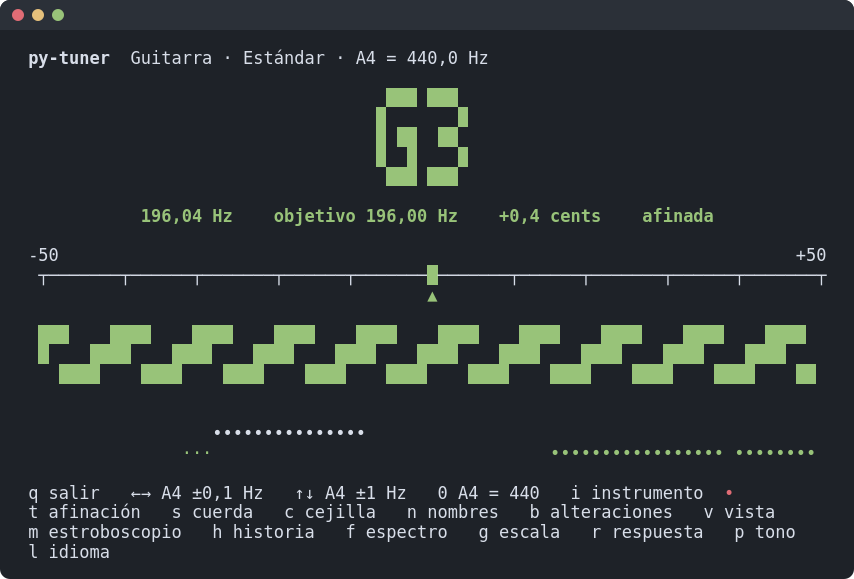 py-tuner  Guitarra · Estándar · A4 = 440,0 Hz
G3
196,04 Hz    objetivo 196,00 Hz    +0,4 cents    afinada
-50    +50
q salir   ←→ A4 ±0,1 Hz   ↑↓ A4 ±1 Hz   0 A4 = 440   i instrumento  •
t afinación   s cuerda   c cejilla   n nombres   b alteraciones   v vista
m estroboscopio   h historia   f espectro   g escala   r respuesta   p tono
l idioma